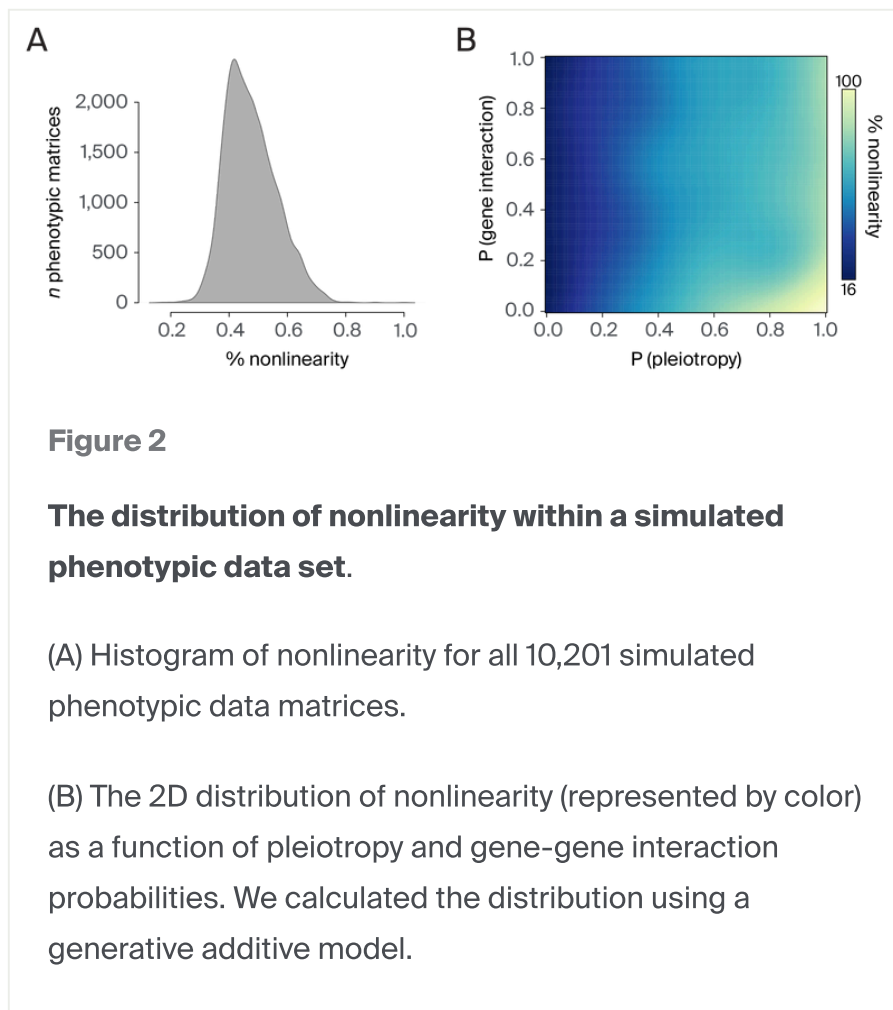 A
B
n phenotypic matrices
2,000
1,500
1,000
500
0
0.2 0.4 0.6 0.8 1.0
% nonlinearity
P (gene interaction)
1.0
0.8
0.6
0.4
0.2
0.0
0.0 0.2 0.4 0.6 0.8 1.0
P (pleiotropy)
100
% nonlinearity
16
Figure 2
The distribution of nonlinearity within a simulated
phenotypic data set.
(A) Histogram of nonlinearity for all 10,201 simulated
phenotypic data matrices.
(B) The 2D distribution of nonlinearity (represented by color)
as a function of pleiotropy and gene-gene interaction
probabilities. We calculated the distribution using a
generative additive model.